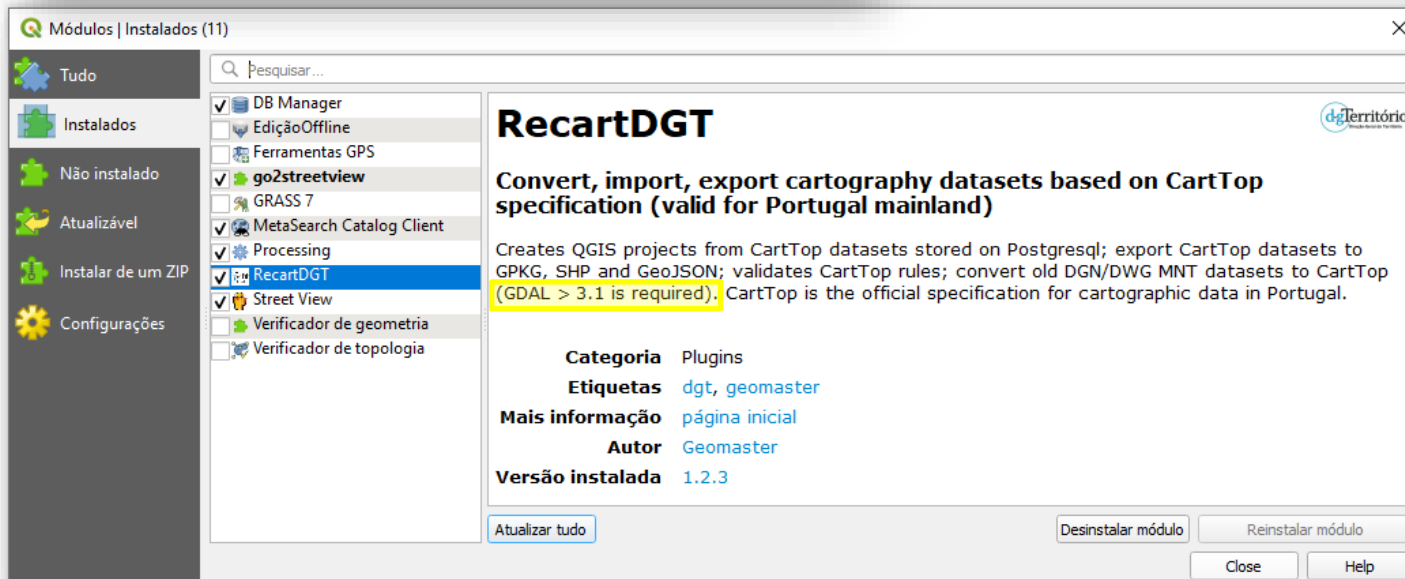 Módulos | Instalados (11)
Tudo
Instalados
Não instalado
Atualizável
Instalar de um ZIP
Configurações
Pesquisar...
DB Manager
EdiçãoOffline
Ferramentas GPS
go2streetview
GRASS 7
MetaSearch Catalog Client
Processing
RecartDGT
Street View
Verificador de geometria
Verificador de topologia
RecartDGT
dgTerritório
Convert, import, export cartography datasets based on CartTop
specification (valid for Portugal mainland)
Creates QGIS projects from CartTop datasets stored on Postgresql; export CartTop datasets to
GPKG, SHP and GeoJSON; validates CartTop rules; convert old DGN/DWG MNT datasets to CartTop
(GDAL > 3.1 is required). CartTop is the official specification for cartographic data in Portugal.
Categoria Plugins
Etiquetas dgt, geomaster
Mais informação página inicial
Autor Geomaster
Versão instalada 1.2.3
Atualizar tudo
Desinstalar módulo
Reinstalar módulo
Close
Help